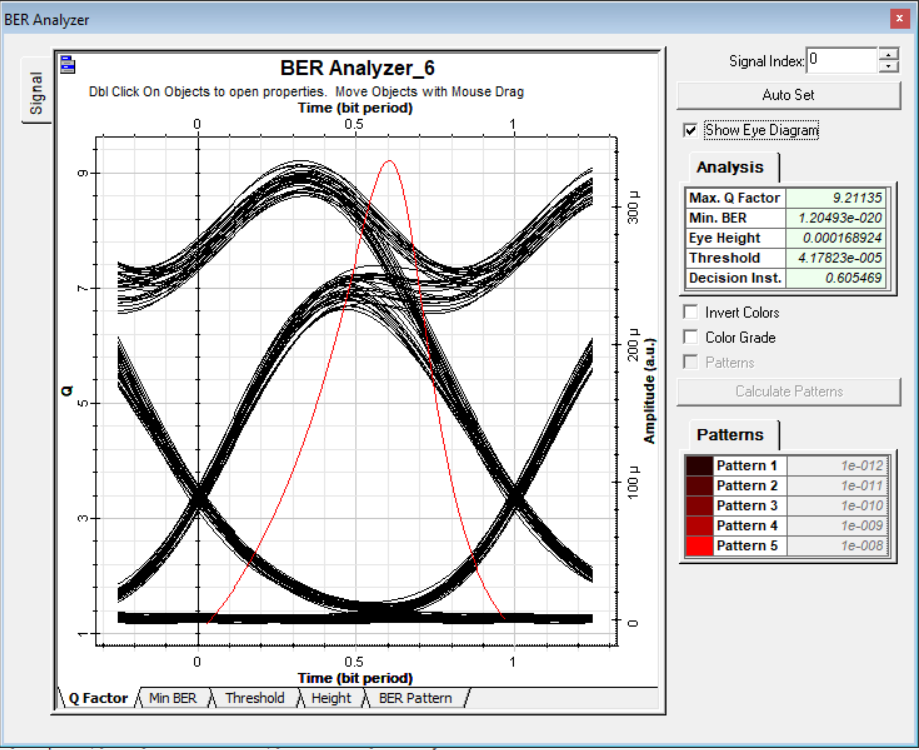 BER Analyzer
Signal
BER Analyzer_6
Dbl Click On Objects to open properties. Move Objects with Mouse Drag
Time (bit period)
0 0.5 1
9
7
5
3
1
Q
300 µ
200 µ
100 µ
0
Amplitude (a.u.)
0 0.5 1
Time (bit period)
Q Factor Min BER Threshold Height BER Pattern
Signal Index: 0
Auto Set
Show Eye Diagram
Analysis
Max. Q Factor 9.21135
Min. BER 1.20493e-020
Eye Height 0.000168924
Threshold 4.17823e-005
Decision Inst. 0.605469
Invert Colors
Color Grade
Patterns
Calculate Patterns
Patterns
Pattern 1 1e-012
Pattern 2 1e-011
Pattern 3 1e-010
Pattern 4 1e-009
Pattern 5 1e-008